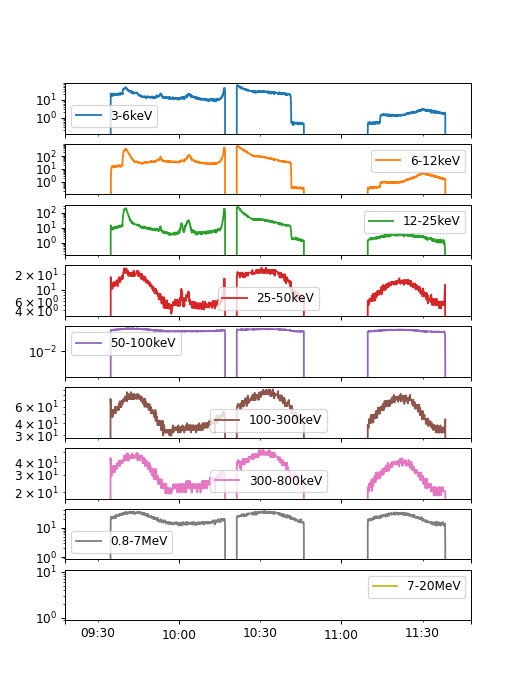 10¹
10⁰
3-6keV
10²
10¹
10⁰
6-12keV
10²
10¹
10⁰
12-25keV
2 × 10¹
10¹
6 × 10⁰
4 × 10⁰
25-50keV
10⁻²
50-100keV
6 × 10¹
4 × 10¹
3 × 10¹
100-300keV
4 × 10¹
3 × 10¹
2 × 10¹
300-800keV
10¹
10⁰
0.8-7MeV
10¹
10⁰
7-20MeV
09:30 10:00 10:30 11:00 11:30